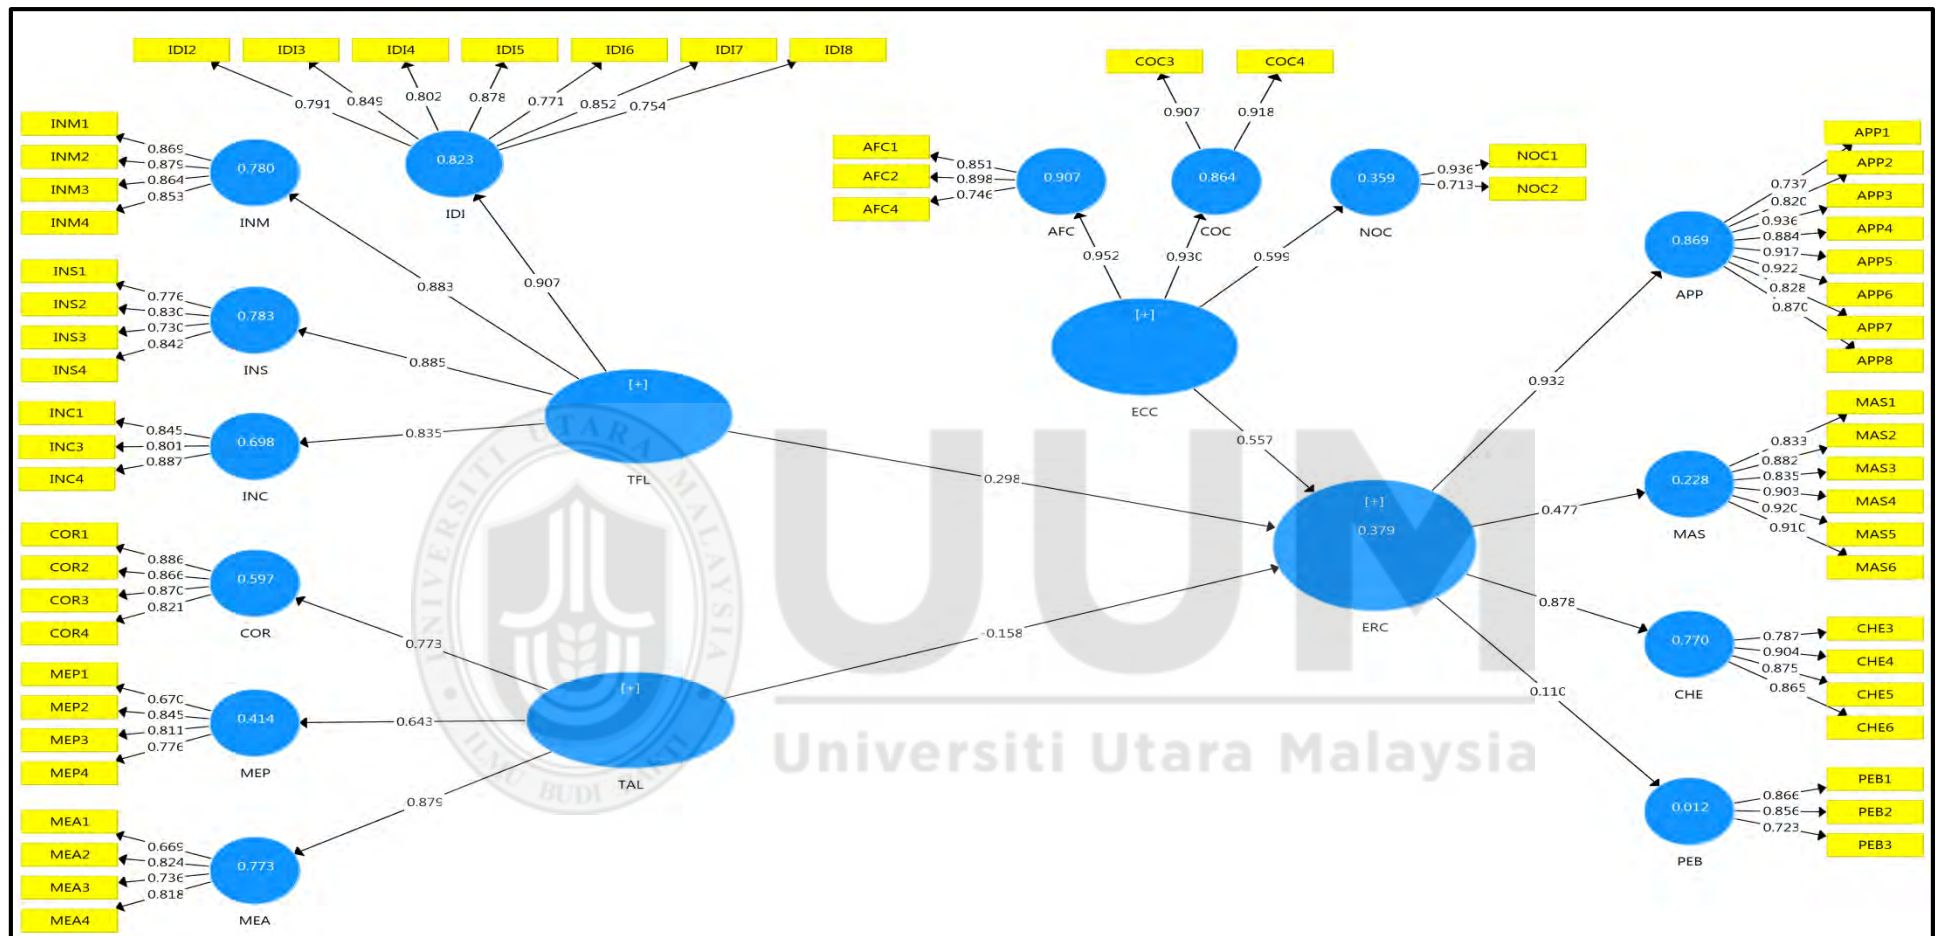 IDI2 IDI3 IDI4 IDI5 IDI6 IDI7 IDI8
0.791 0.849 0.802 0.878 0.771 0.852 0.754
0.823
IDI
INM1
INM2
INM3
INM4
0.869
0.879
0.864
0.853
0.780
INM
INS1
INS2
INS3
INS4
0.776
0.830
0.730
0.842
0.783
INS
INC1
INC3
INC4
0.845
0.801
0.887
0.698
INC
COR1
COR2
COR3
COR4
0.886
0.866
0.870
0.821
0.597
COR
MEP1
MEP2
MEP3
MEP4
0.670
0.845
0.811
0.776
0.414
MEP
MEA1
MEA2
MEA3
MEA4
0.669
0.824
0.736
0.818
0.773
MEA
0.883
0.907
0.885
0.835
[+]
TFL
0.773
0.643
0.879
[+]
TAL
0.298
-0.158
COC3 COC4
0.907 0.918
0.864
COC
AFC1
AFC2
AFC4
0.851
0.898
0.746
0.907
AFC
NOC1
NOC2
0.936
0.713
0.359
NOC
0.952 0.930 0.599
[+]
ECC
0.557
[+]
0.379
ERC
0.932
0.477
0.878
0.110
0.869
APP
0.737
0.820
0.936
0.884
0.917
0.922
0.828
0.870
APP1
APP2
APP3
APP4
APP5
APP6
APP7
APP8
0.228
MAS
0.833
0.882
0.835
0.903
0.920
0.910
MAS1
MAS2
MAS3
MAS4
MAS5
MAS6
0.770
CHE
0.787
0.904
0.875
0.865
CHE3
CHE4
CHE5
CHE6
0.012
PEB
0.866
0.856
0.723
PEB1
PEB2
PEB3
UUM
Universiti Utara Malaysia
UNIVERSITI UTARA MALAYSIA
ILMU BUDI